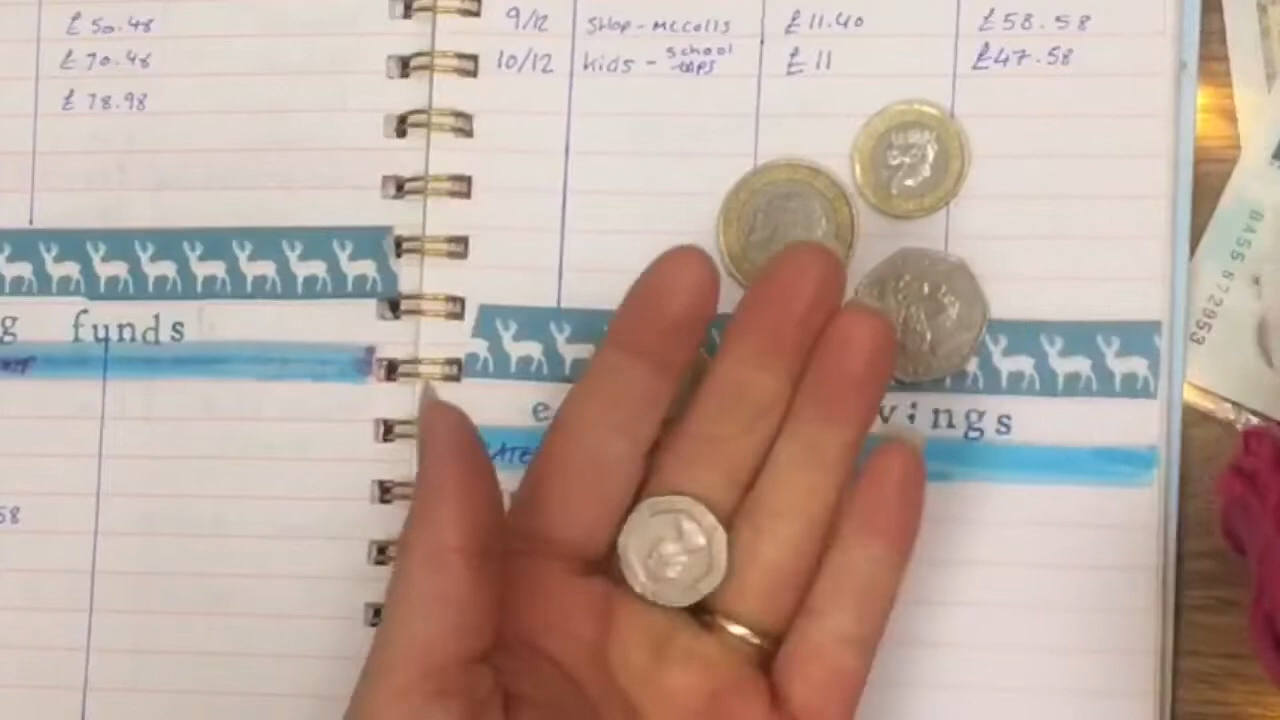 £50.48
£70.48
£78.98
g funds
58
9/12 SHOP - McCOLLS £11.40 £58.58
10/12 kids - school £11 £47.58
e vings
ATE